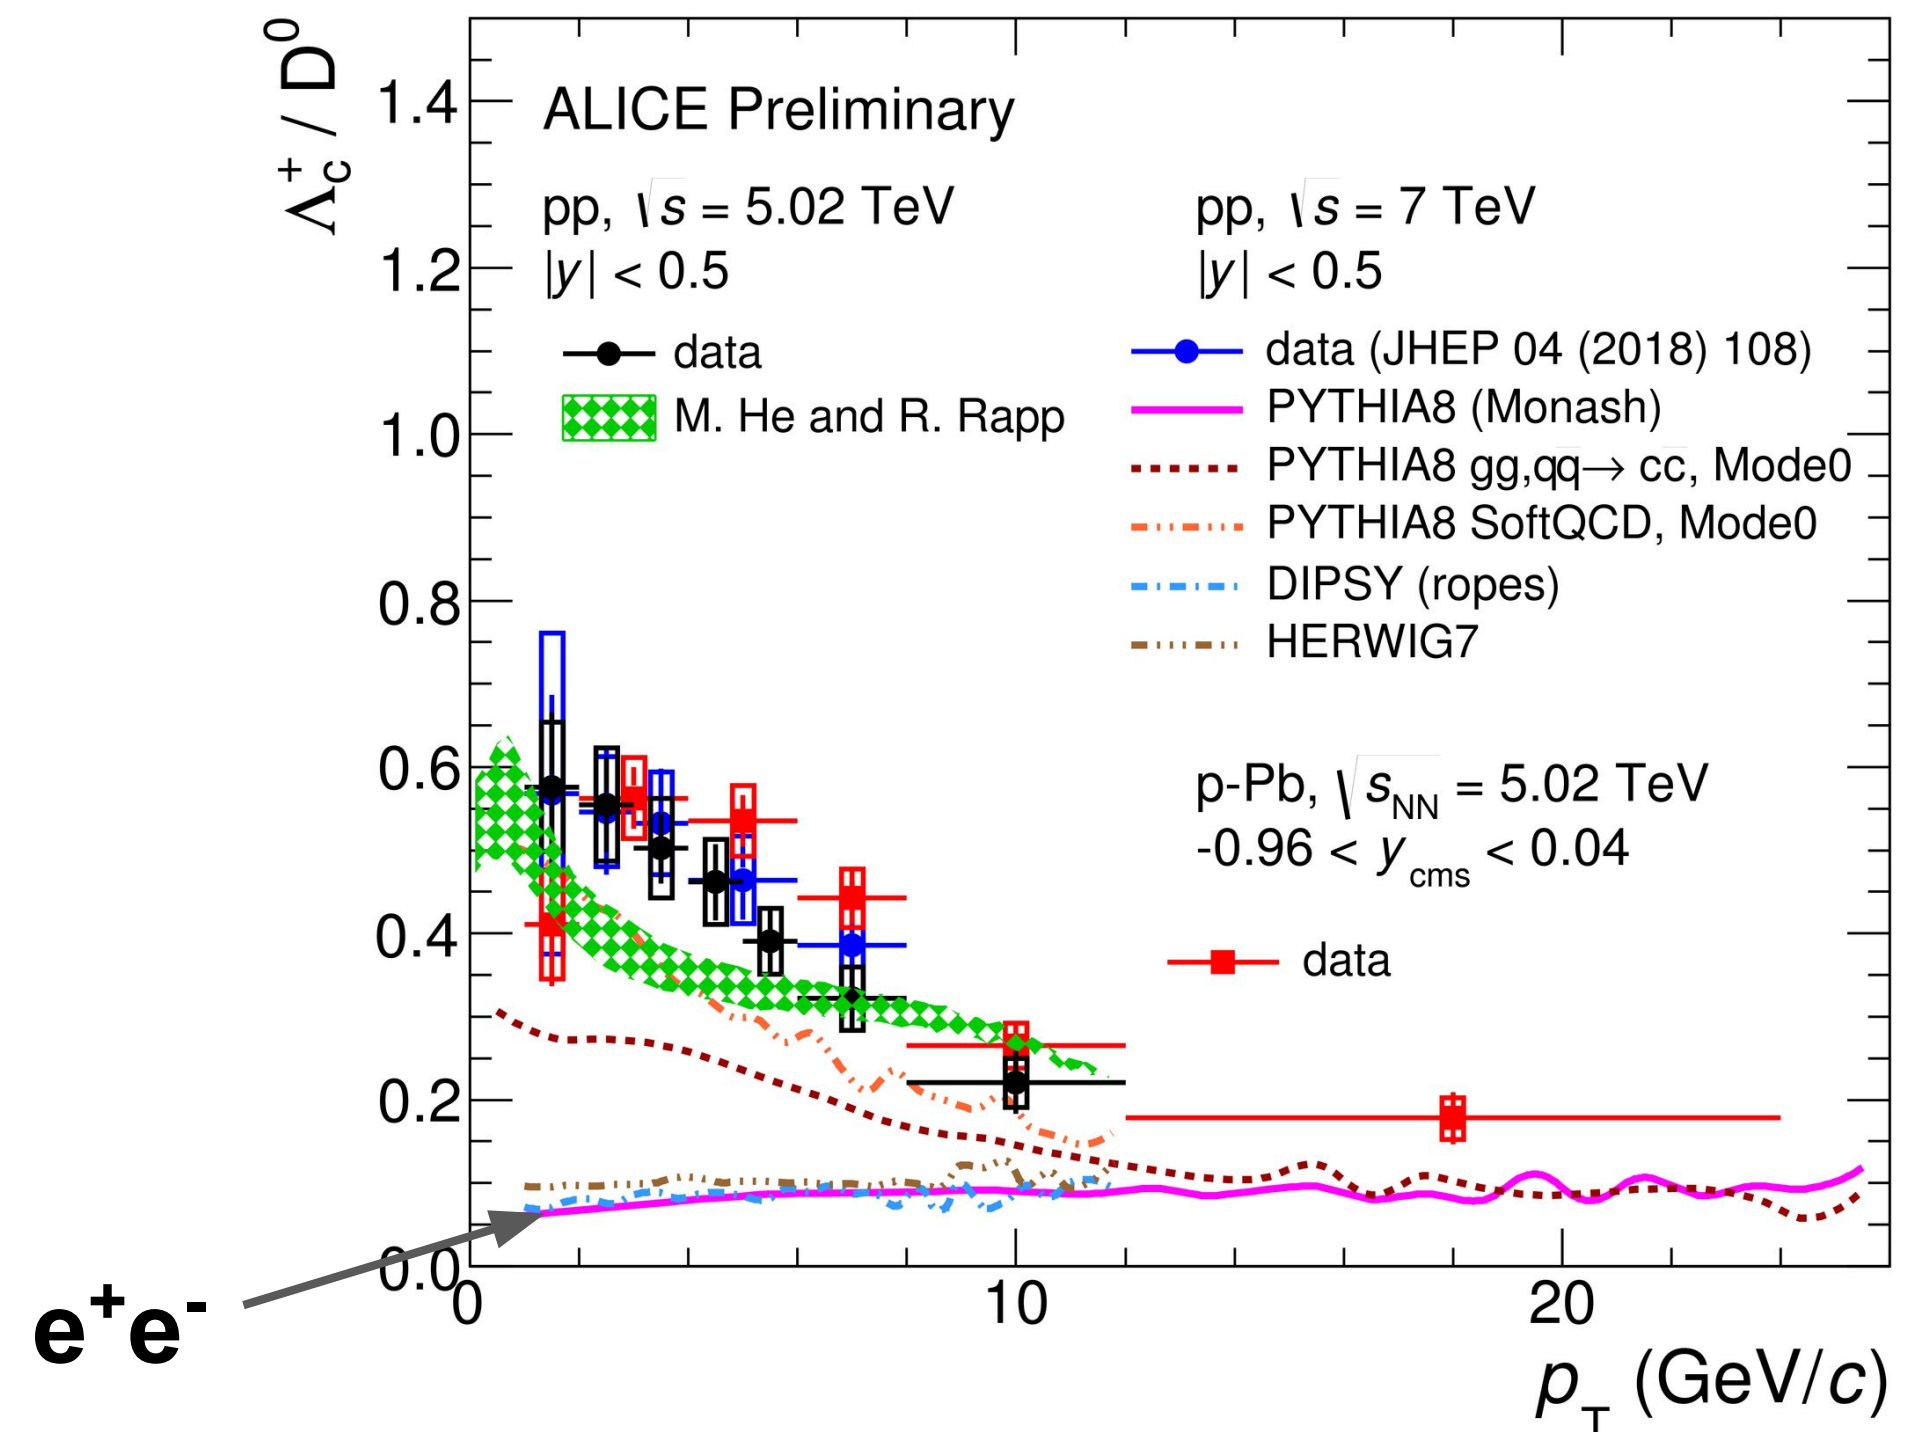 Λc+ / D0
1.4
1.2
1.0
0.8
0.6
0.4
0.2
0.0
ALICE Preliminary
pp, √s = 5.02 TeV
|y| < 0.5
data
M. He and R. Rapp
pp, √s = 7 TeV
|y| < 0.5
data (JHEP 04 (2018) 108)
PYTHIA8 (Monash)
PYTHIA8 gg,qq̄→ cc̄, Mode0
PYTHIA8 SoftQCD, Mode0
DIPSY (ropes)
HERWIG7
p-Pb, √sNN = 5.02 TeV
-0.96 < ycms < 0.04
data
0
10
20
pT (GeV/c)
e+e-